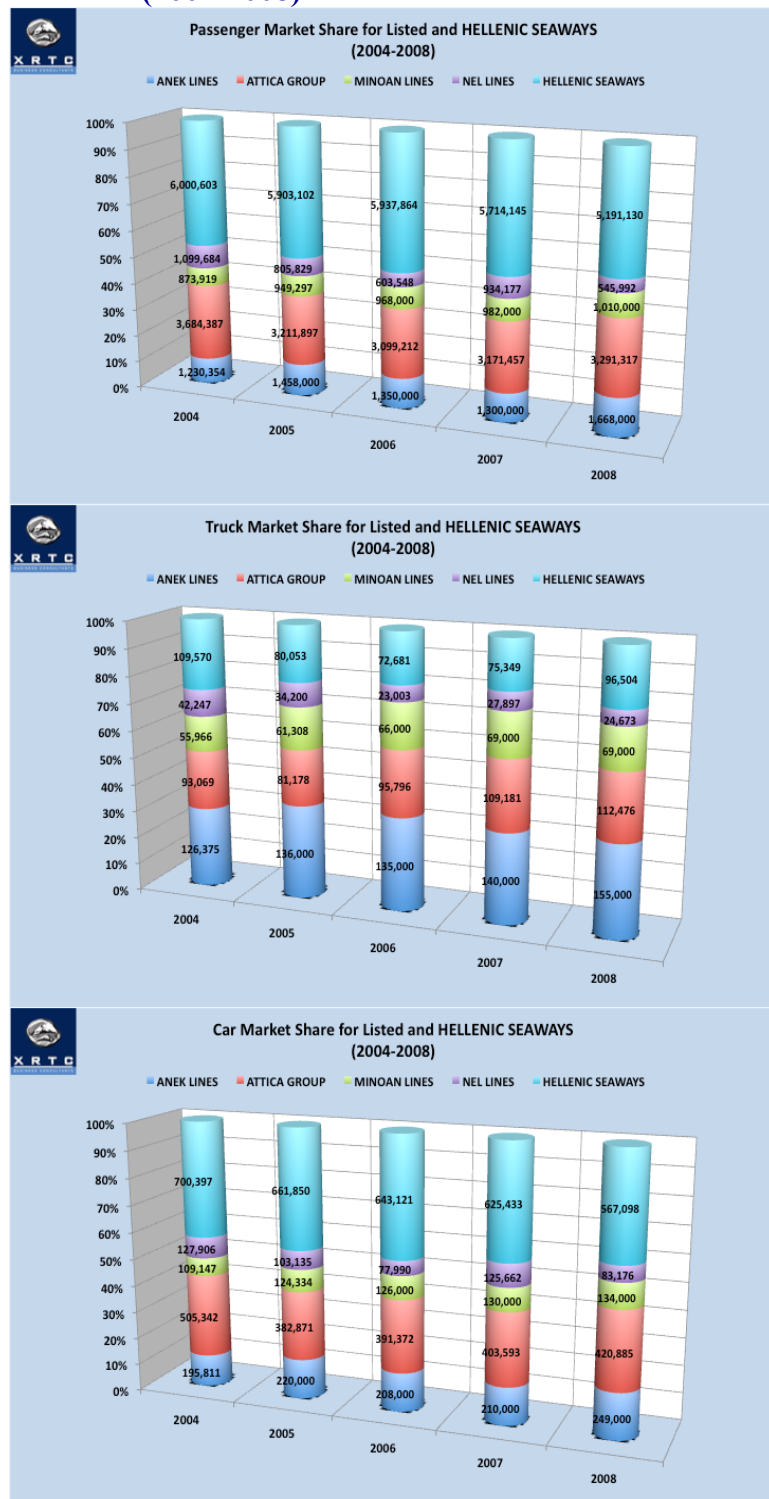 XRTC
BUSINESS CONSULTANTS
Passenger Market Share for Listed and HELLENIC SEAWAYS
(2004-2008)
ANEK LINES ATTICA GROUP MINOAN LINES NEL LINES HELLENIC SEAWAYS
100%
90%
80%
70%
60%
50%
40%
30%
20%
10%
0%
6,000,603 5,903,102 5,937,864 5,714,145 5,191,130
1,099,684 805,829 603,548 934,177 545,992
873,919 949,297 968,000 982,000 1,010,000
3,684,387 3,211,897 3,099,212 3,171,457 3,291,317
1,230,354 1,458,000 1,350,000 1,300,000 1,668,000
2004 2005 2006 2007 2008
XRTC
BUSINESS CONSULTANTS
Truck Market Share for Listed and HELLENIC SEAWAYS
(2004-2008)
ANEK LINES ATTICA GROUP MINOAN LINES NEL LINES HELLENIC SEAWAYS
100%
90%
80%
70%
60%
50%
40%
30%
20%
10%
0%
109,570 80,053 72,681 75,349 96,504
42,247 34,200 23,003 27,897 24,673
55,966 61,308 66,000 69,000 69,000
93,069 81,178 95,796 109,181 112,476
126,375 136,000 135,000 140,000 155,000
2004 2005 2006 2007 2008
XRTC
BUSINESS CONSULTANTS
Car Market Share for Listed and HELLENIC SEAWAYS
(2004-2008)
ANEK LINES ATTICA GROUP MINOAN LINES NEL LINES HELLENIC SEAWAYS
100%
90%
80%
70%
60%
50%
40%
30%
20%
10%
0%
700,397 661,850 643,121 625,433 567,098
127,906 103,135 77,990 125,662 83,176
109,147 124,334 126,000 130,000 134,000
505,342 382,871 391,372 403,593 420,885
195,811 220,000 208,000 210,000 249,000
2004 2005 2006 2007 2008